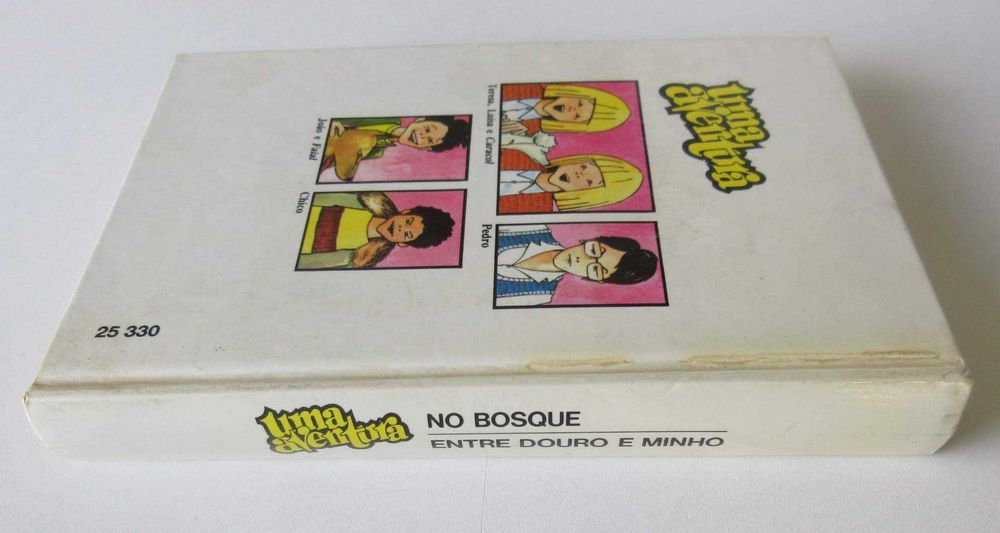 uma
aventura
Teresa, Luísa e Caracol
Pedro
João e Faial
Chico
25 330
uma
aventura
NO BOSQUE
ENTRE DOURO E MINHO